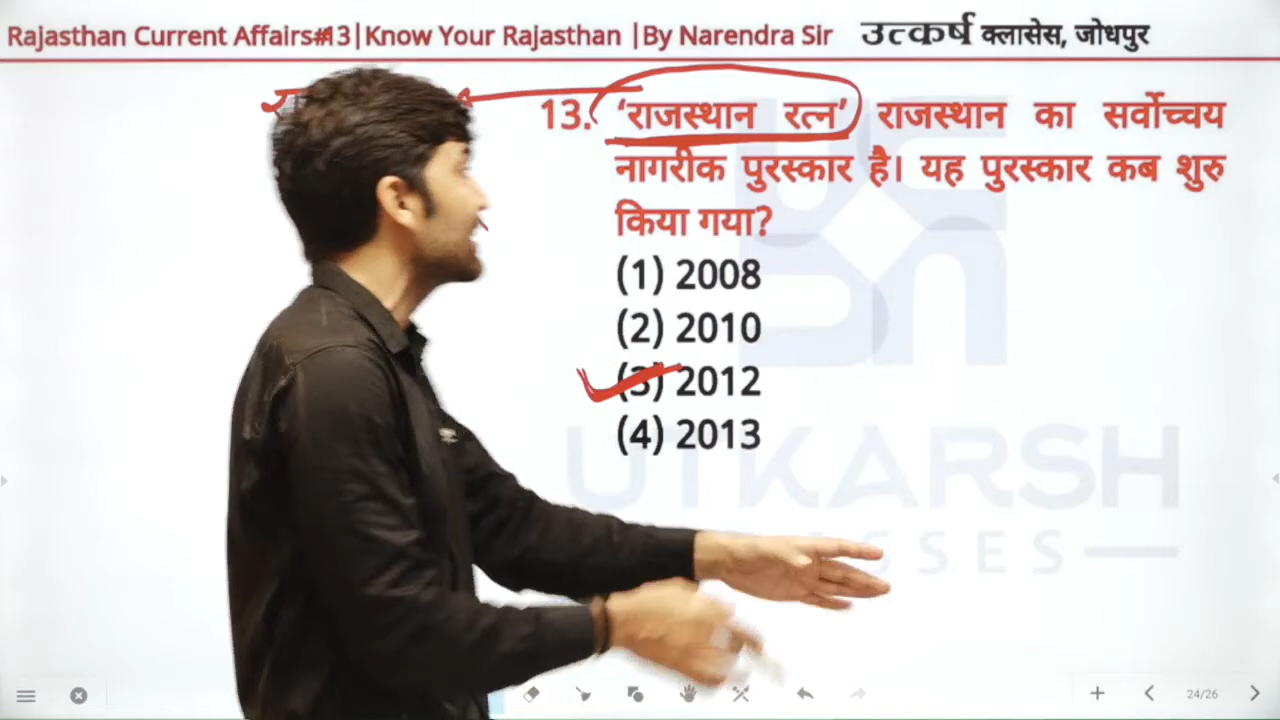 Rajasthan Current Affairs#13|Know Your Rajasthan |By Narendra Sir उत्कर्ष क्लासेस, जोधपुर
13. ‘राजस्थान रत्न’ राजस्थान का सर्वोच्चय
नागरीक पुरस्कार है। यह पुरस्कार कब शुरु
किया गया?
(1) 2008
(2) 2010
(3) 2012
(4) 2013
UTKARSH
24/26